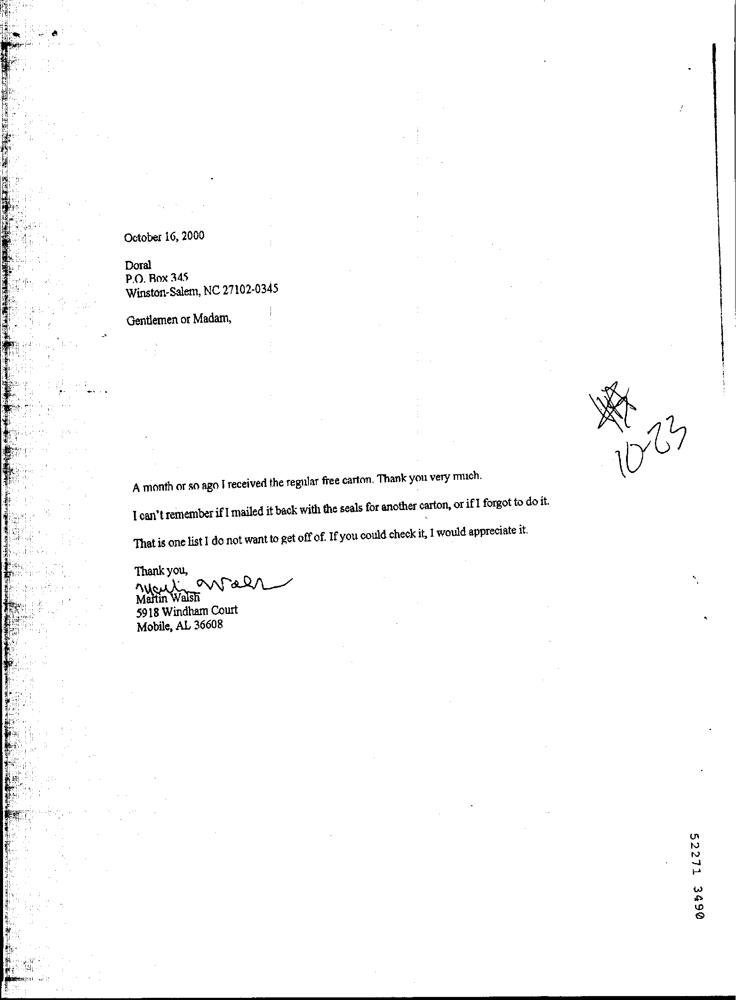 October 16, 2000
Doral
P.O. Box 345
Winston-Salem, NC 27102-0345
Gentlemen or Madam,
10-23
A month or so ago I received the regular free carton. Thank you very much.
I can't remember if I mailed it back with the seals for another carton, or if I forgot to do it.
That is one list I do not want to get off of. If you could check it, I would appreciate it.
Thank you,
Martin Walsh
Martin Walsh
5918 Windham Court
Mobile, AL 36608
52271 3490